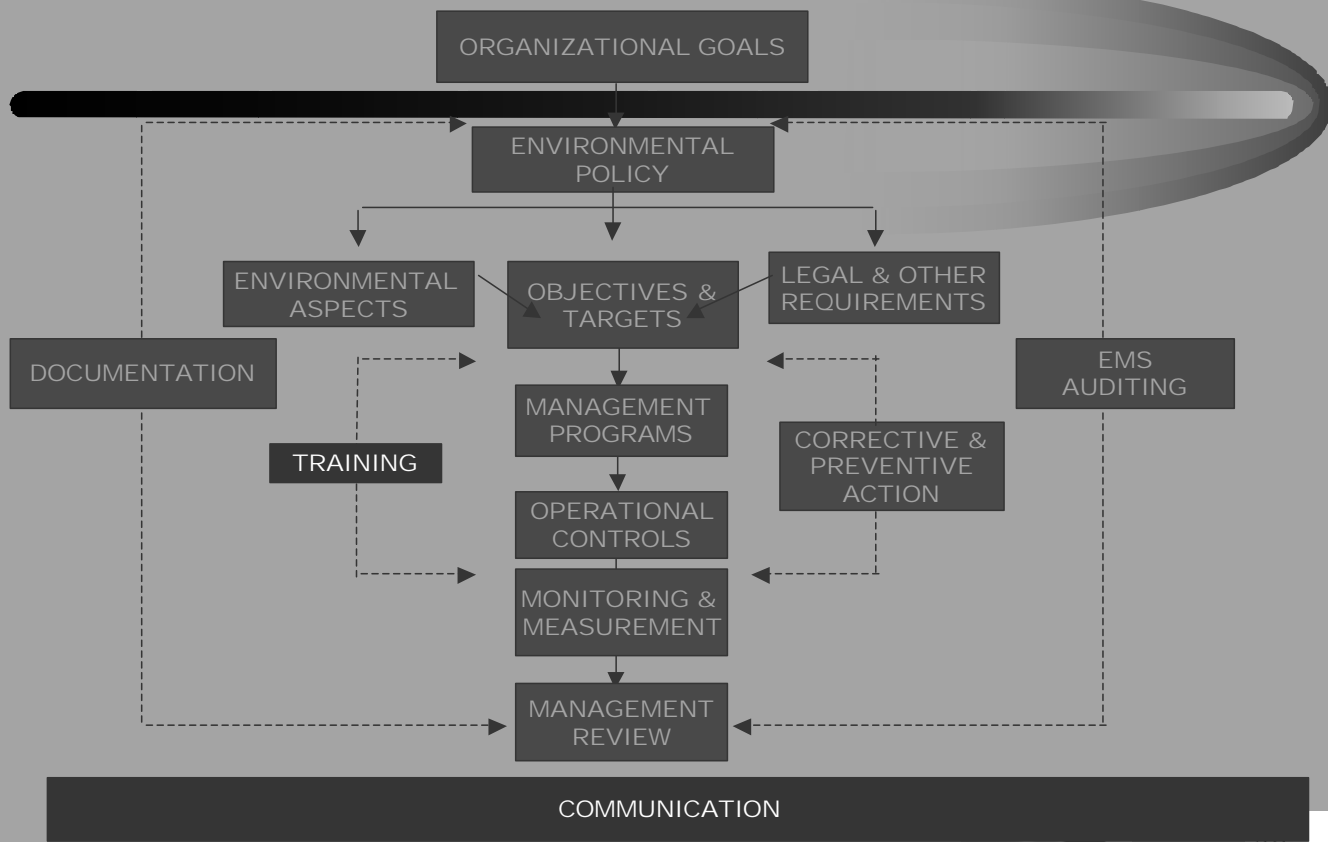 ORGANIZATIONAL GOALS
ENVIRONMENTAL
POLICY
ENVIRONMENTAL
ASPECTS
OBJECTIVES &
TARGETS
LEGAL & OTHER
REQUIREMENTS
DOCUMENTATION
EMS
AUDITING
MANAGEMENT
PROGRAMS
TRAINING
CORRECTIVE &
PREVENTIVE
ACTION
OPERATIONAL
CONTROLS
MONITORING &
MEASUREMENT
MANAGEMENT
REVIEW
COMMUNICATION